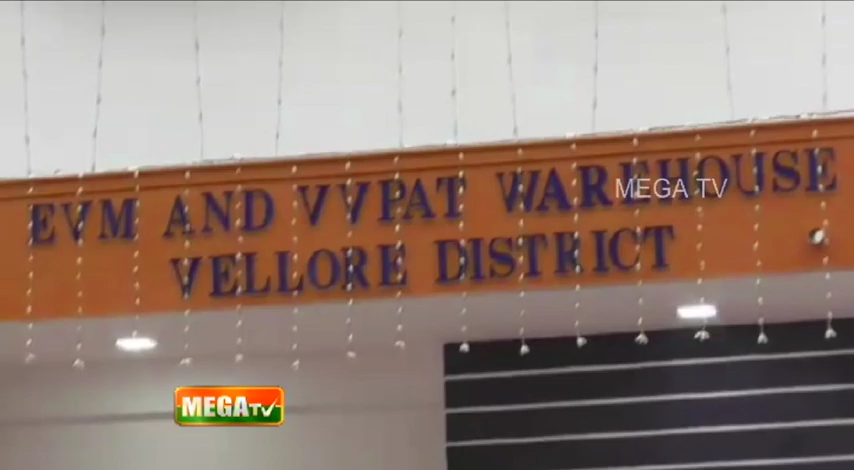 EVM AND VVPAT WAREHOUSE
VELLORE DISTRICT
MEGA TV
MEGATV